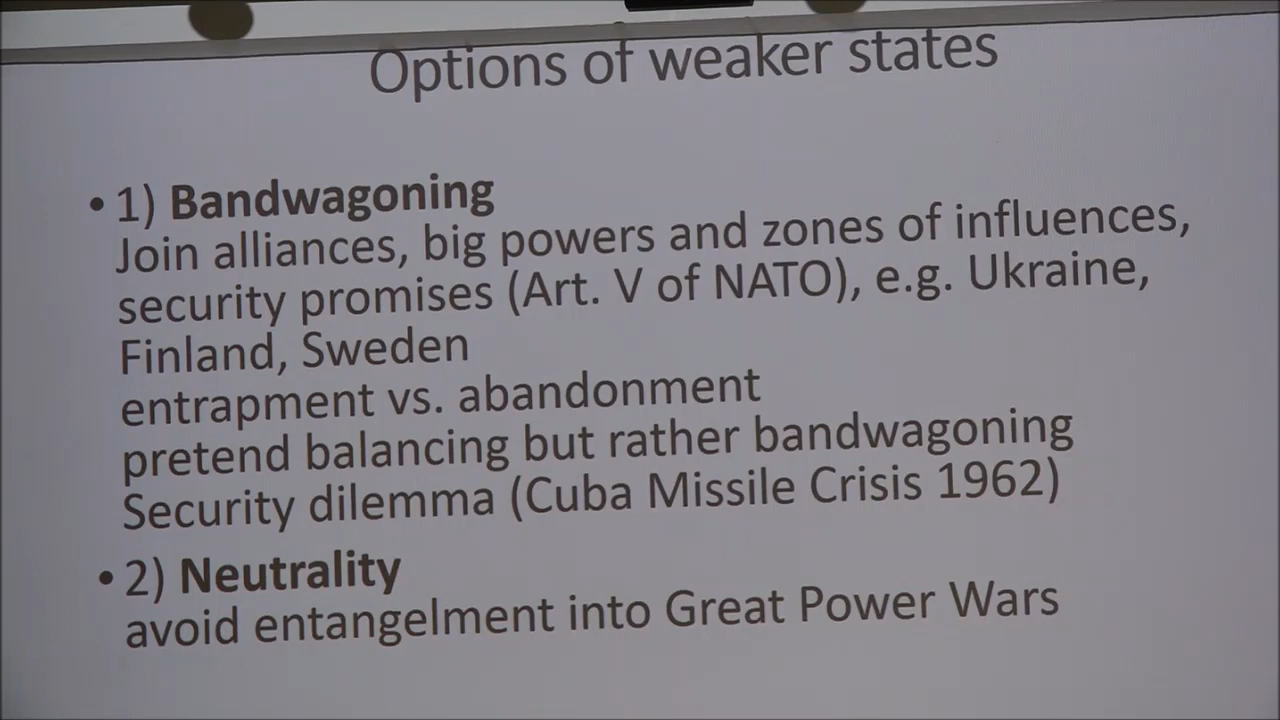 Options of weaker states
• 1) Bandwagoning
Join alliances, big powers and zones of influences,
security promises (Art. V of NATO), e.g. Ukraine,
Finland, Sweden
entrapment vs. abandonment
pretend balancing but rather bandwagoning
Security dilemma (Cuba Missile Crisis 1962)
• 2) Neutrality
avoid entangelment into Great Power Wars